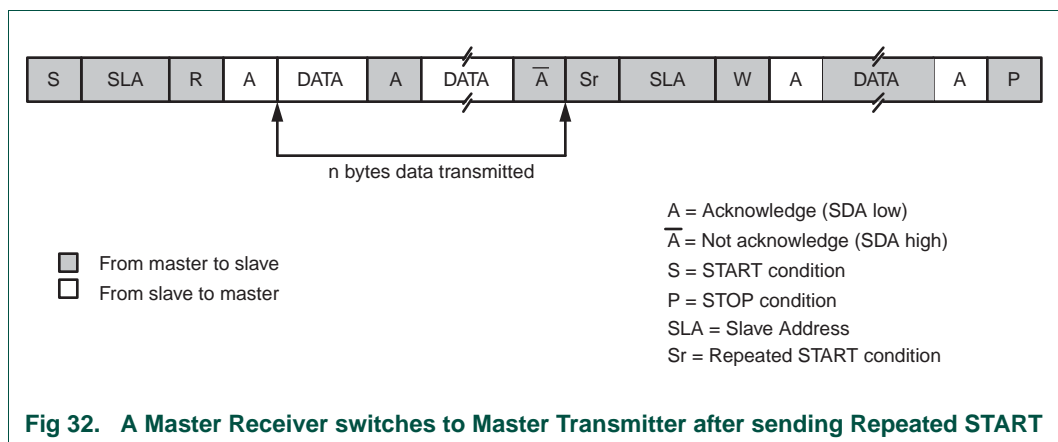 S SLA R A DATA A DATA A̅ Sr SLA W A DATA A P
n bytes data transmitted
A = Acknowledge (SDA low)
A̅ = Not acknowledge (SDA high)
S = START condition
P = STOP condition
SLA = Slave Address
Sr = Repeated START condition
From master to slave
From slave to master
Fig 32. A Master Receiver switches to Master Transmitter after sending Repeated START